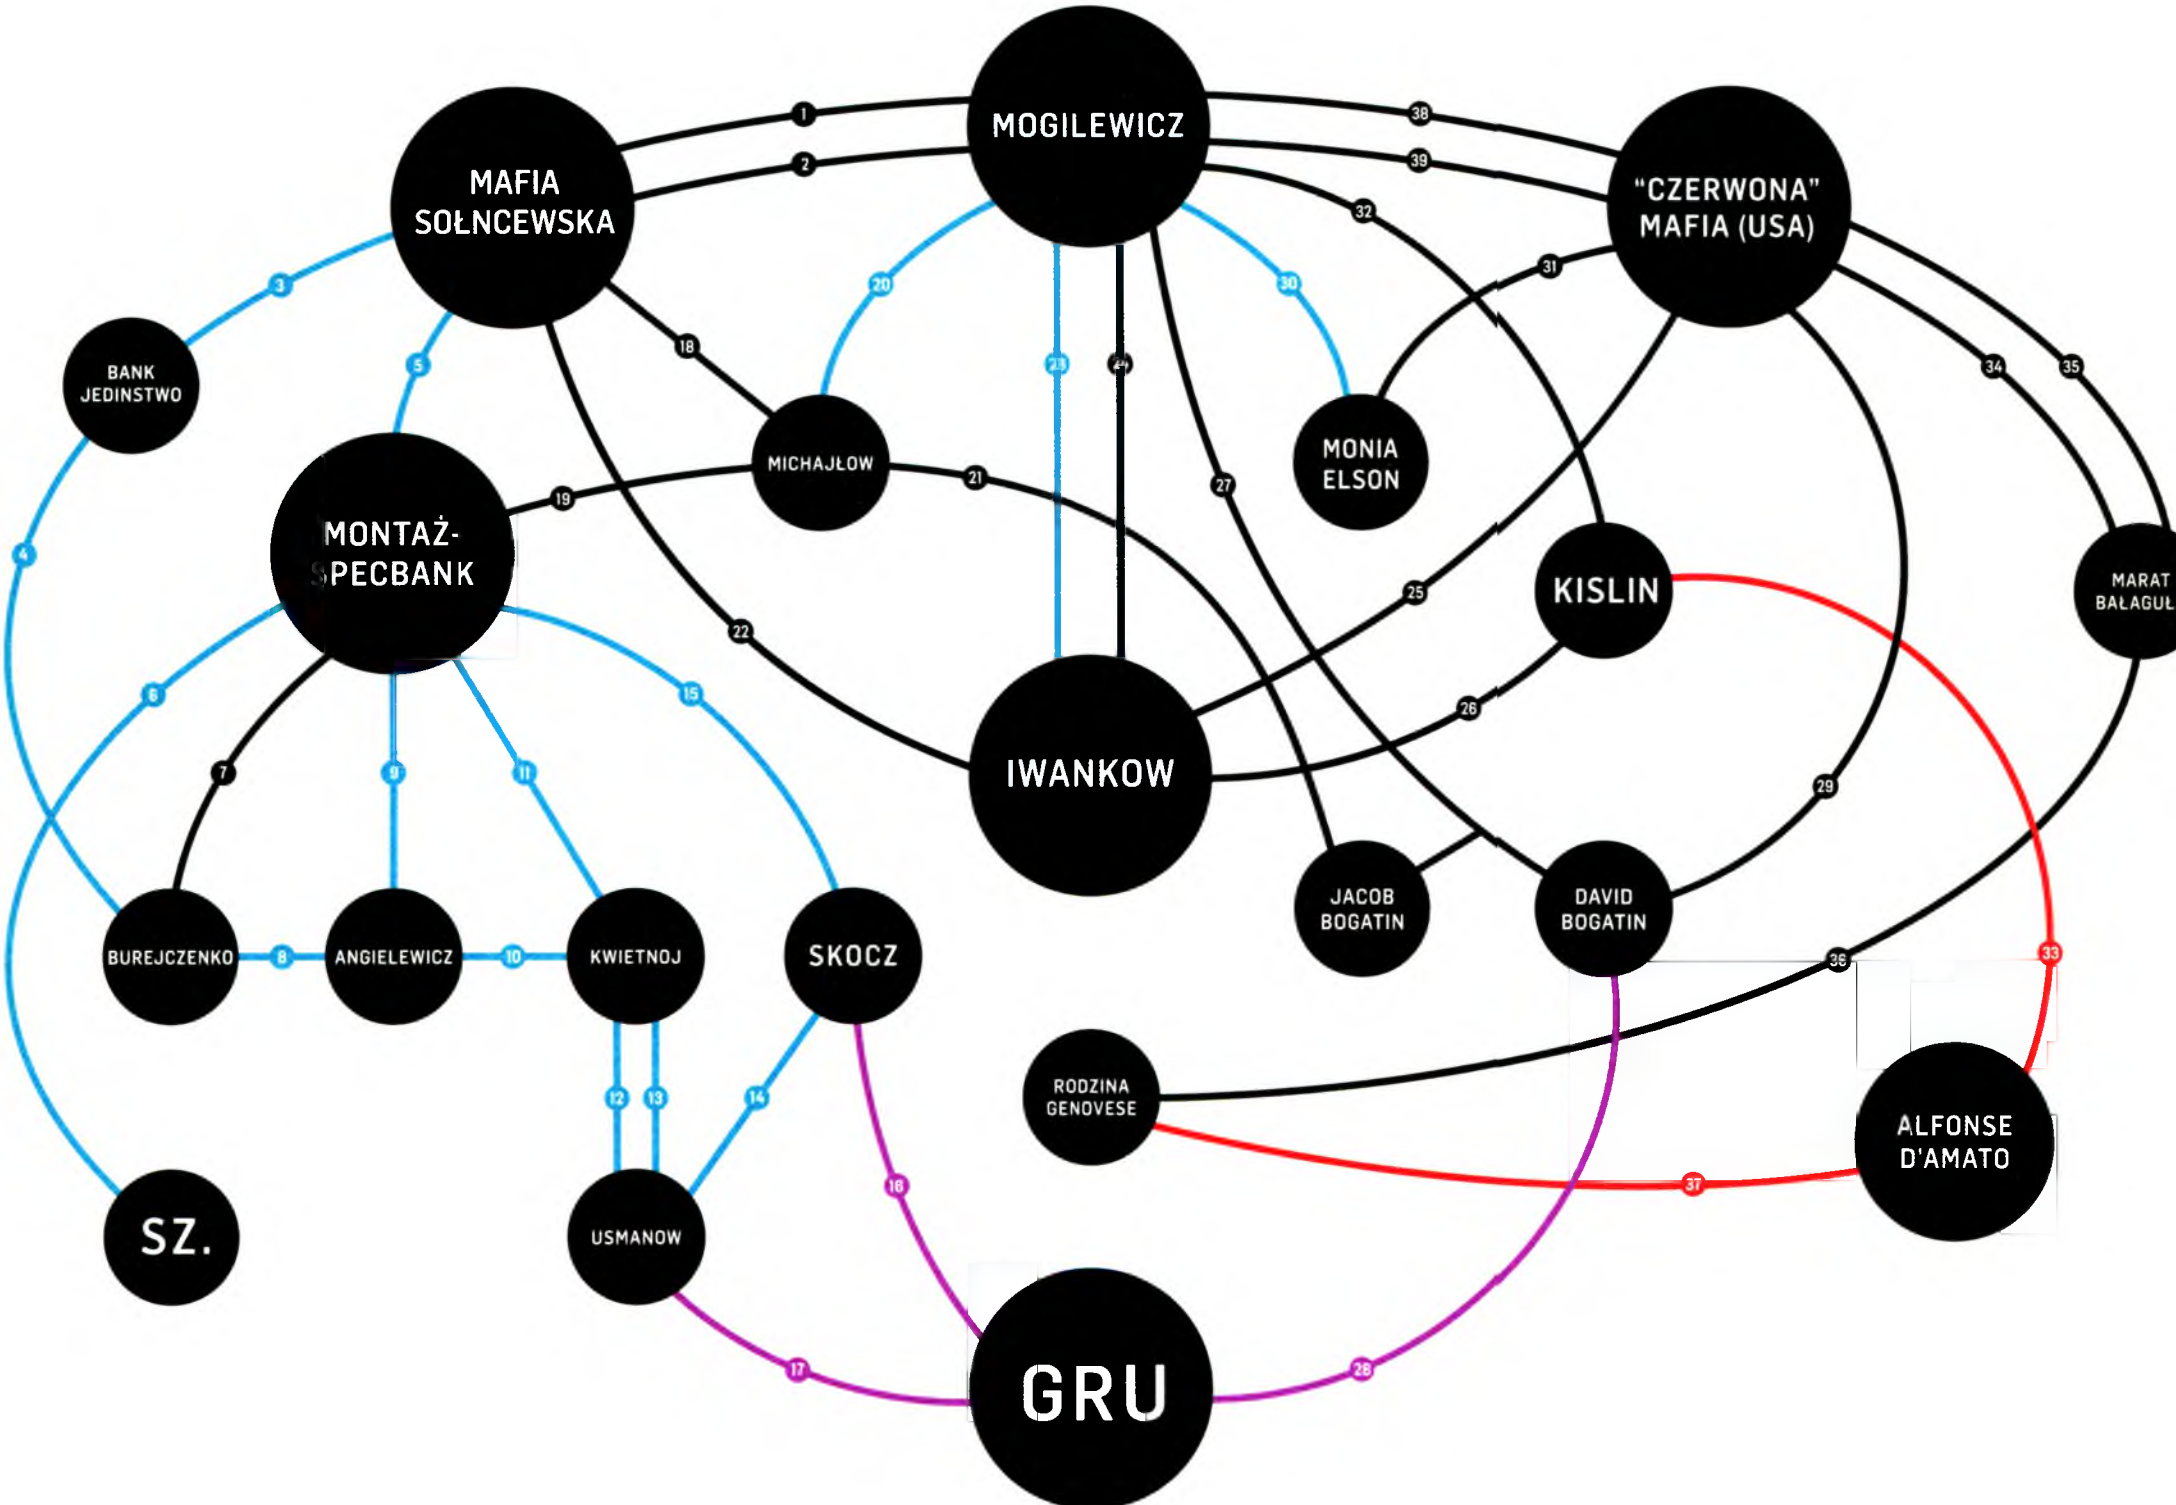 MOGILEWICZ
1
38
2
39
MAFIA
SOŁNCEWSKA
"CZERWONA"
MAFIA (USA)
32
31
3
20
30
18
5
23
24
34
35
BANK
JEDINSTWO
MICHAJŁOW
MONIA
ELSON
19
21
27
MONTAŻ-
SPECBANK
4
KISLIN
25
MARAT
BAŁAGUŁ
22
6
15
26
7
9
11
IWANKOW
29
JACOB
BOGATIN
DAVID
BOGATIN
BUREJCZENKO
8
ANGIELEWICZ
10
KWIETNOJ
SKOCZ
36
33
12
13
14
RODZINA
GENOVESE
ALFONSE
D'AMATO
16
37
SZ.
USMANOW
17
28
GRU